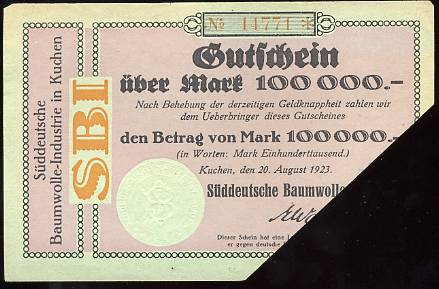 No 14771 *
Gutschein
über Mark 100 000.-
Nach Behebung der derzeitigen Geldknappheit zahlen wir
dem Ueberbringer dieses Gutscheines
den Betrag von Mark 100 000.-
(in Worten: Mark Einhunderttausend.)
Kuchen, den 20. August 1923.
Süddeutsche Baumwolle
Dieser Schein hat eine
er gegen deutsche
Süddeutsche
Baumwolle-Industrie in Kuchen
SBI